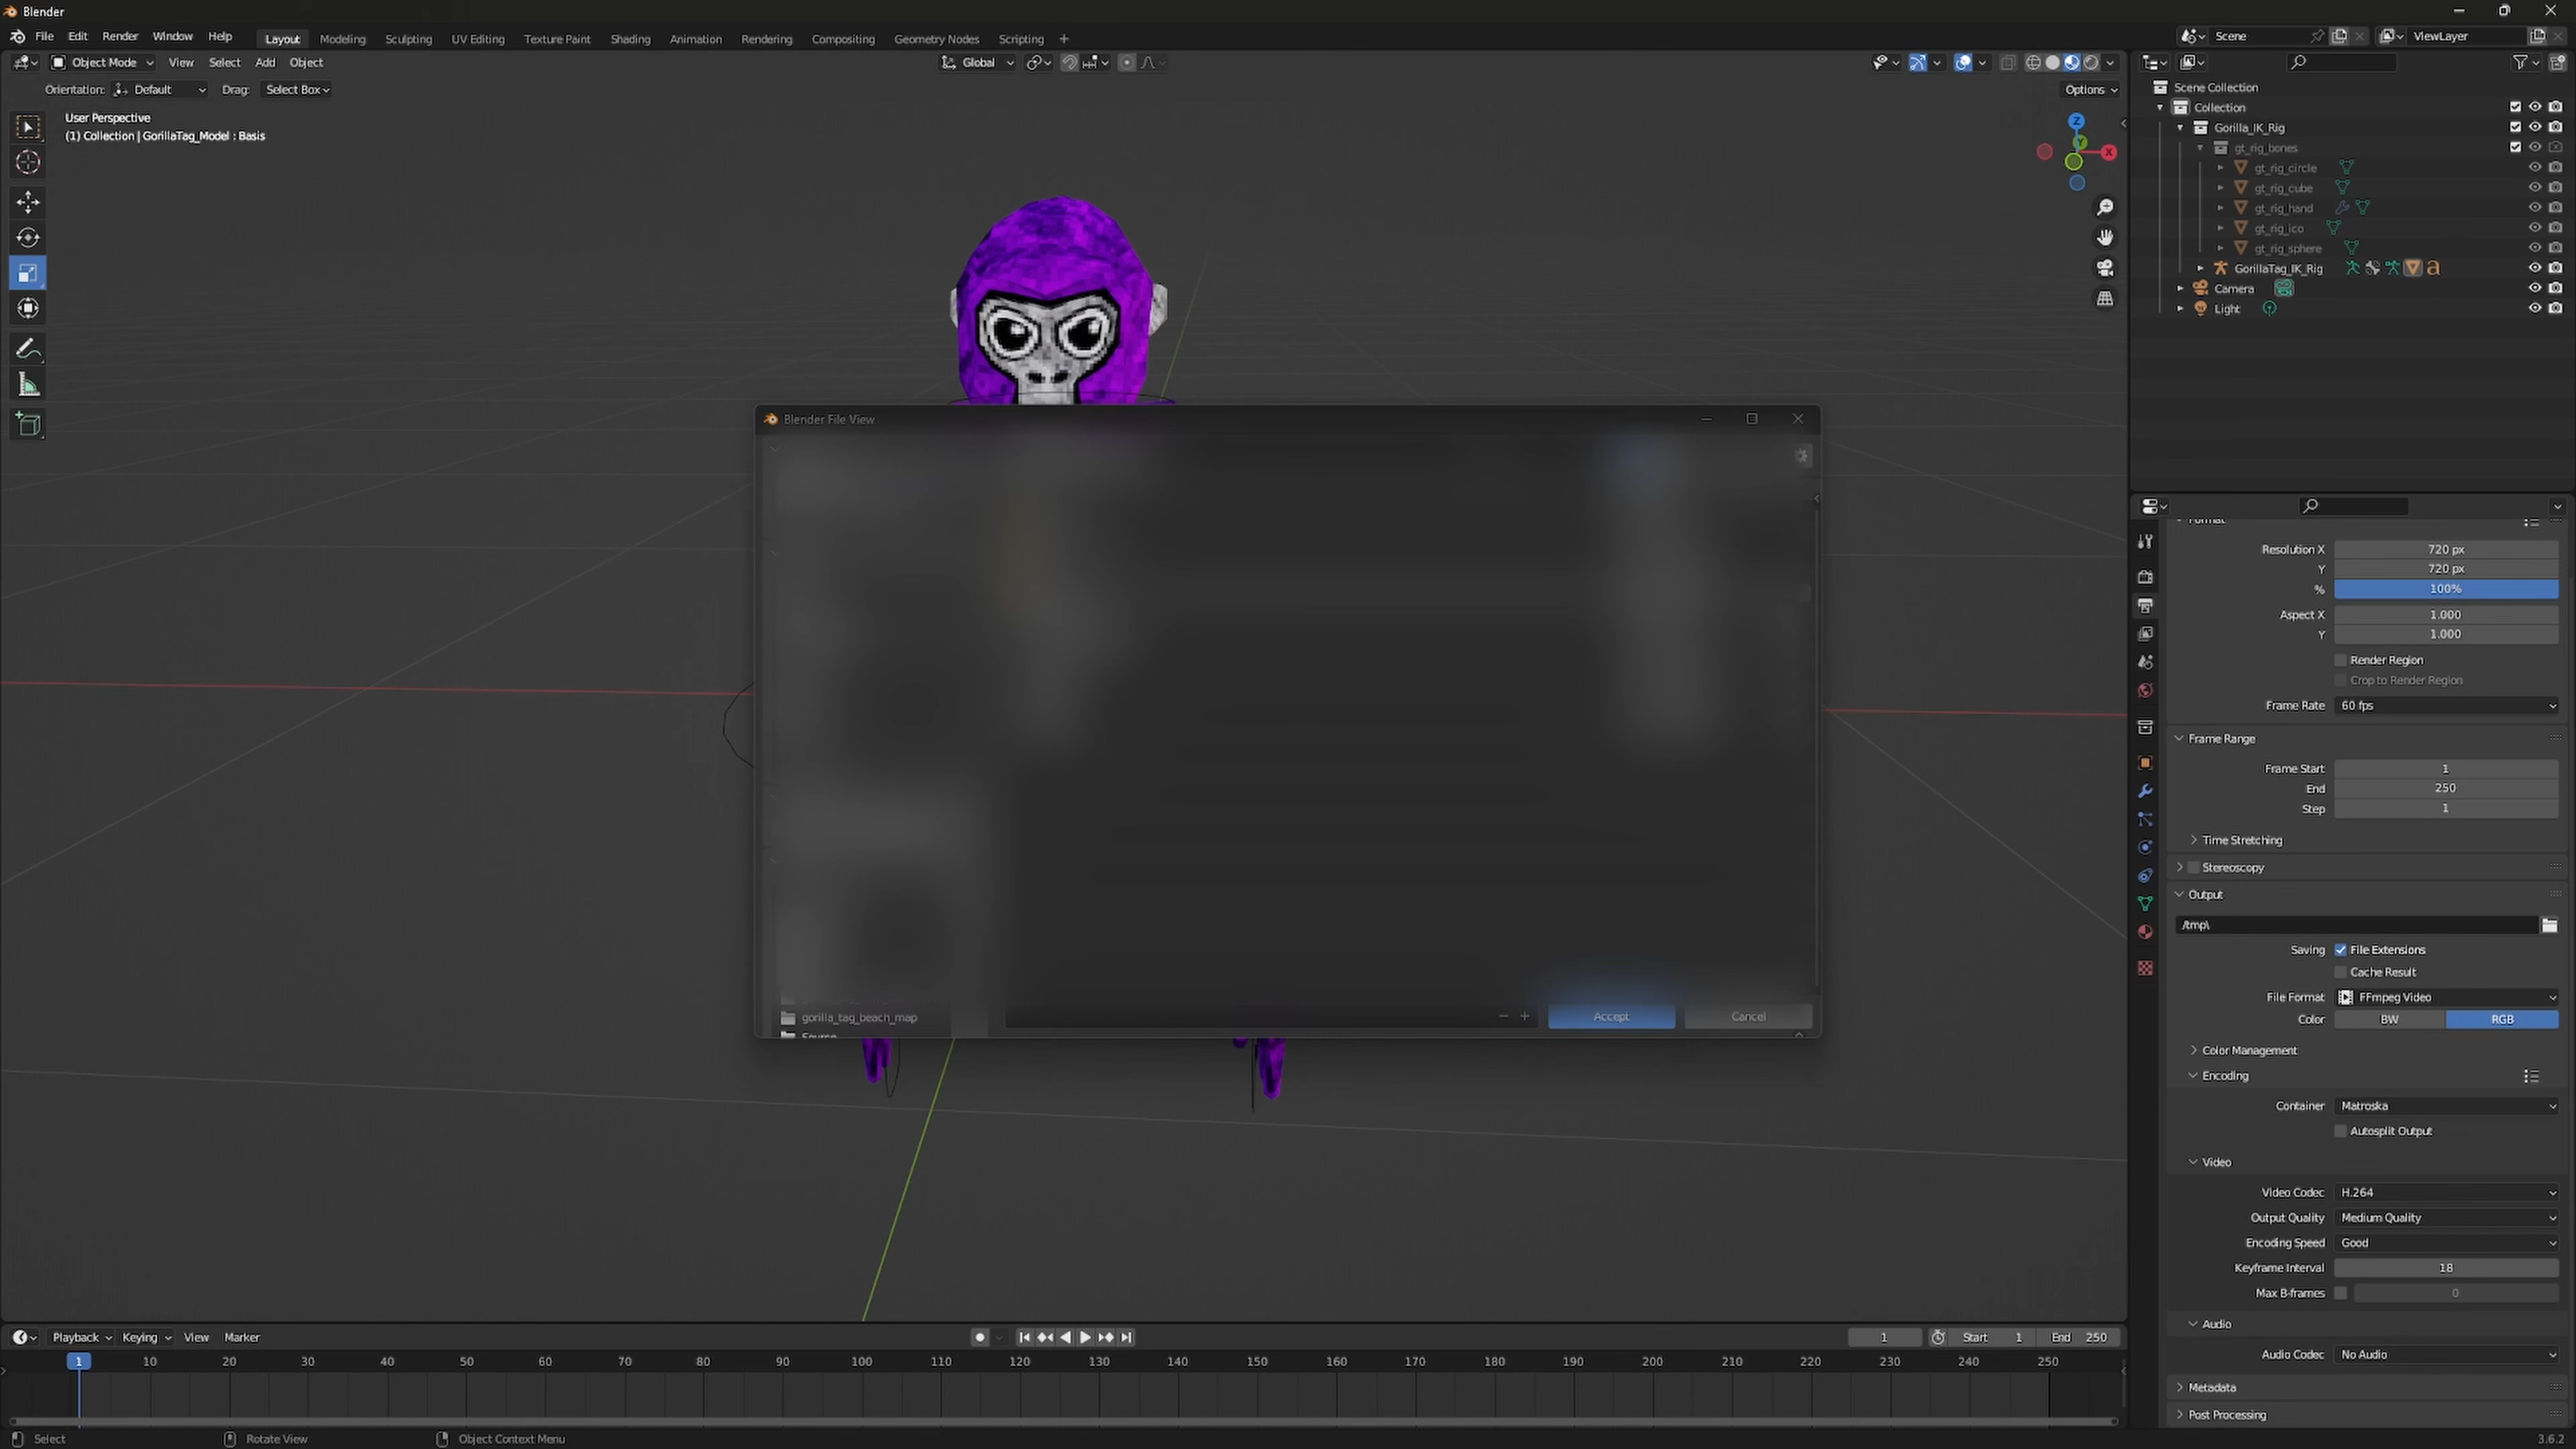 Blender
File Edit Render Window Help Layout Modeling Sculpting UV Editing Texture Paint Shading Animation Rendering Compositing Geometry Nodes Scripting + Scene ViewLayer
Object Mode View Select Add Object Global
Orientation: Default Drag: Select Box Options
User Perspective
(1) Collection | GorillaTag_Model : Basis
Z
Y
X
Scene Collection
Collection
Gorilla_IK_Rig
gt_rig_bones
gt_rig_circle
gt_rig_cube
gt_rig_hand
gt_rig_ico
gt_rig_sphere
GorillaTag_IK_Rig a
Camera
Light
Blender File View
gorilla_tag_beach_map
Source
− + Accept Cancel
Format
Resolution X 720 px
Y 720 px
% 100%
Aspect X 1.000
Y 1.000
Render Region
Crop to Render Region
Frame Rate 60 fps
Frame Range
Frame Start 1
End 250
Step 1
Time Stretching
Stereoscopy
Output
/tmp\
Saving File Extensions
Cache Result
File Format FFmpeg Video
Color BW RGB
Color Management
Encoding
Container Matroska
Autosplit Output
Video
Video Codec H.264
Output Quality Medium Quality
Encoding Speed Good
Keyframe Interval 18
Max B-frames 0
Audio
Audio Codec No Audio
Metadata
Post Processing
Playback Keying View Marker 1 Start 1 End 250
1 10 20 30 40 50 60 70 80 90 100 110 120 130 140 150 160 170 180 190 200 210 220 230 240 250
Select Rotate View Object Context Menu 3.6.2